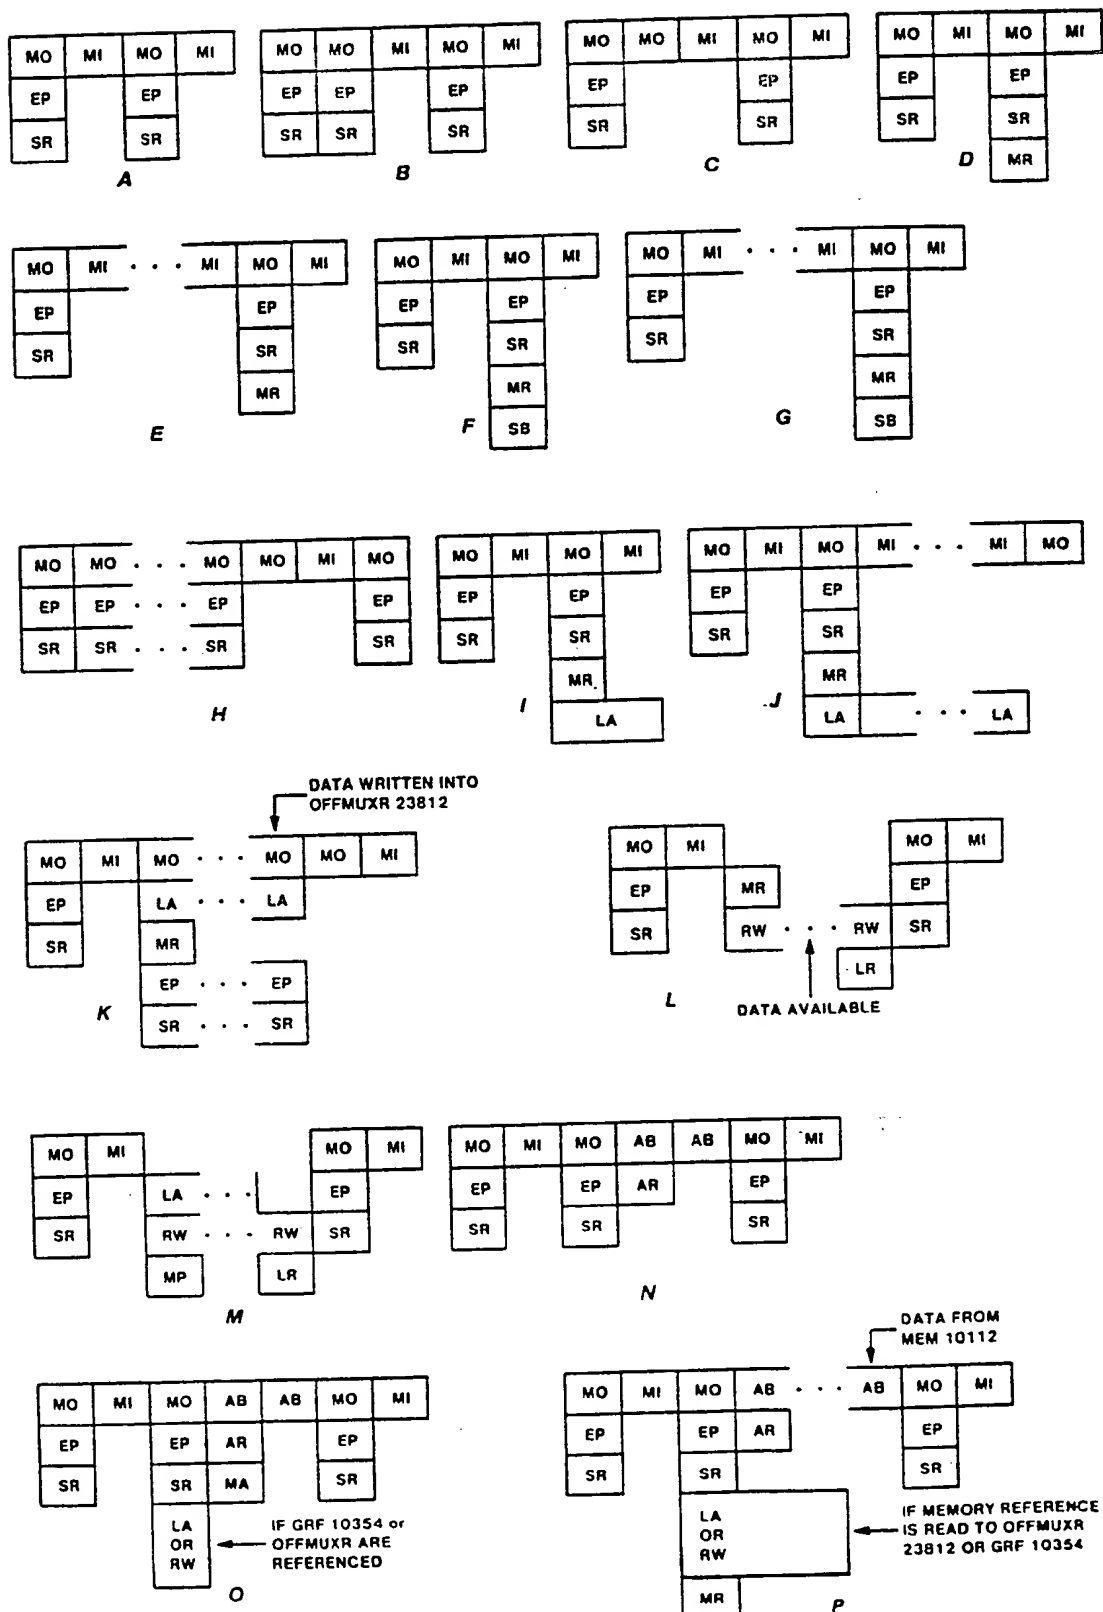 MO MI MO MI
EP EP
SR SR
A
MO MO MI MO MI
EP EP EP
SR SR SR
B
MO MO MI MO MI
EP EP
SR SR
C
MO MI MO MI
EP EP
SR SR
MR
D
MO MI · · · MI MO MI
EP EP
SR SR
MR
E
MO MI MO MI
EP EP
SR SR
MR
SB
F
MO MI · · · MI MO MI
EP EP
SR SR
MR
SB
G
MO MO · · · MO MO MI MO
EP EP · · · EP EP
SR SR · · · SR SR
H
MO MI MO MI
EP EP
SR SR
MR
LA
I
MO MI MO MI · · · MI MO
EP EP
SR SR
MR
LA · · · LA
J
DATA WRITTEN INTO
OFFMUXR 23812
MO MI MO · · · MO MO MI
EP LA · · · LA
SR MR
EP · · · EP
SR · · · SR
K
MO MI MO MI
EP MR EP
SR RW · · · RW SR
LR
DATA AVAILABLE
L
MO MI MO MI
EP LA · · · EP
SR RW · · · RW SR
MP LR
M
MO MI MO AB AB MO MI
EP EP AR EP
SR SR SR
N
MO MI MO AB AB MO MI
EP EP AR EP
SR SR MA SR
LA
OR
RW
IF GRF 10354 or
OFFMUXR ARE
REFERENCED
O
DATA FROM
MEM 10112
MO MI MO AB · · · AB MO MI
EP EP AR EP
SR SR SR
LA
OR
RW
IF MEMORY REFERENCE
IS READ TO OFFMUXR
23812 OR GRF 10354
MR
P